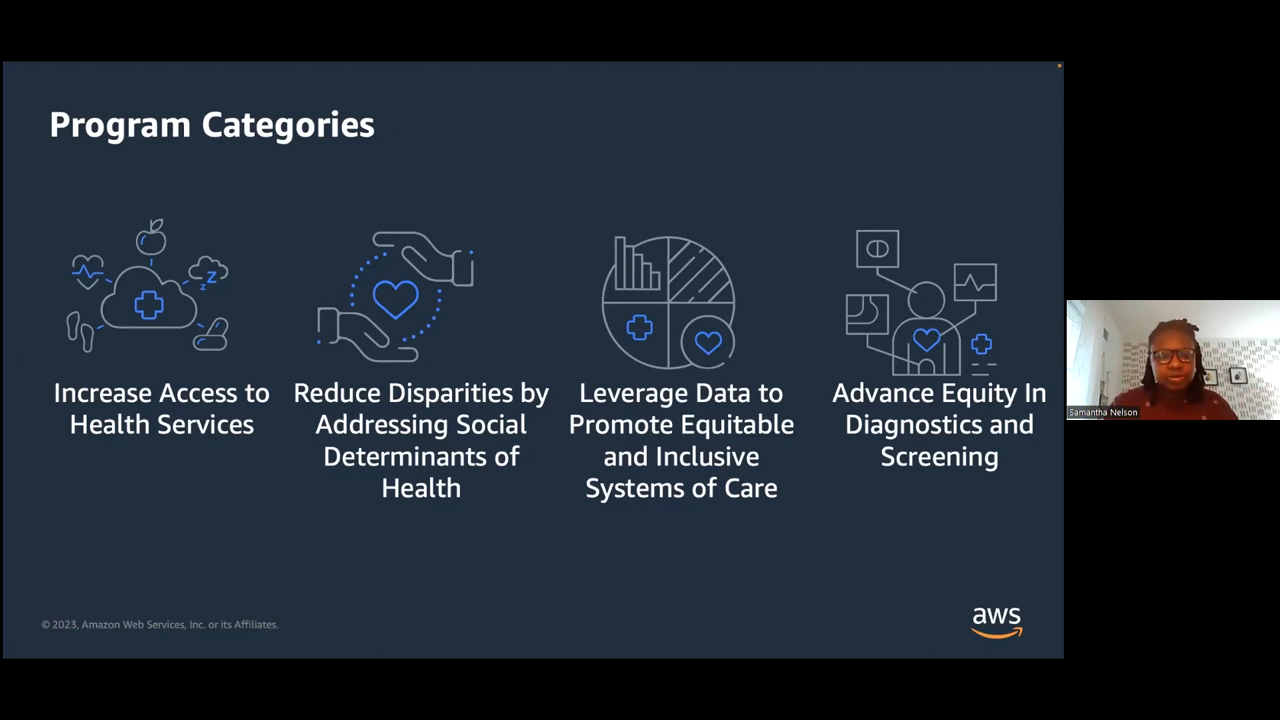 Program Categories
Increase Access to
Health Services
Reduce Disparities by
Addressing Social
Determinants of
Health
Leverage Data to
Promote Equitable
and Inclusive
Systems of Care
Advance Equity In
Diagnostics and
Screening
z
Z
© 2023, Amazon Web Services, Inc. or its Affiliates.
aws
Samantha Nelson